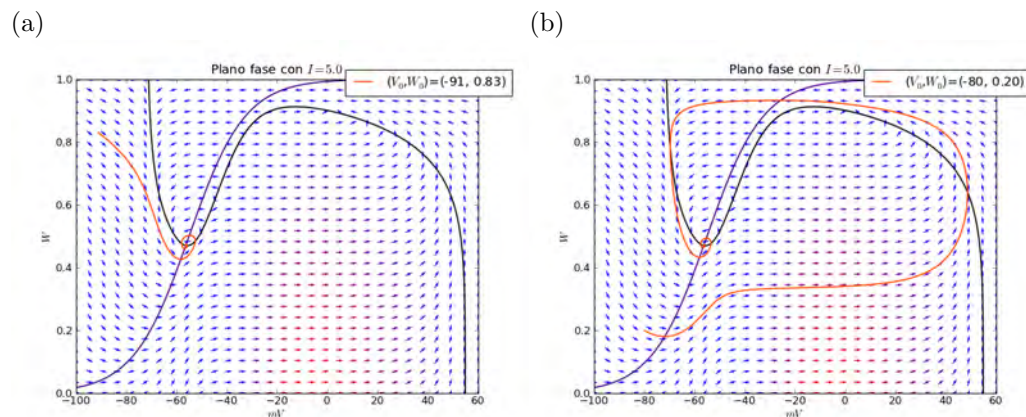 (a)
Plano fase con I=5.0
(V₀,W₀)=(-91, 0.83)
1.0
0.8
0.6
0.4
0.2
0.0
W
−100 −80 −60 −40 −20 0 20 40 60
mV
(b)
Plano fase con I=5.0
(V₀,W₀)=(-80, 0.20)
1.0
0.8
0.6
0.4
0.2
0.0
W
−100 −80 −60 −40 −20 0 20 40 60
mV